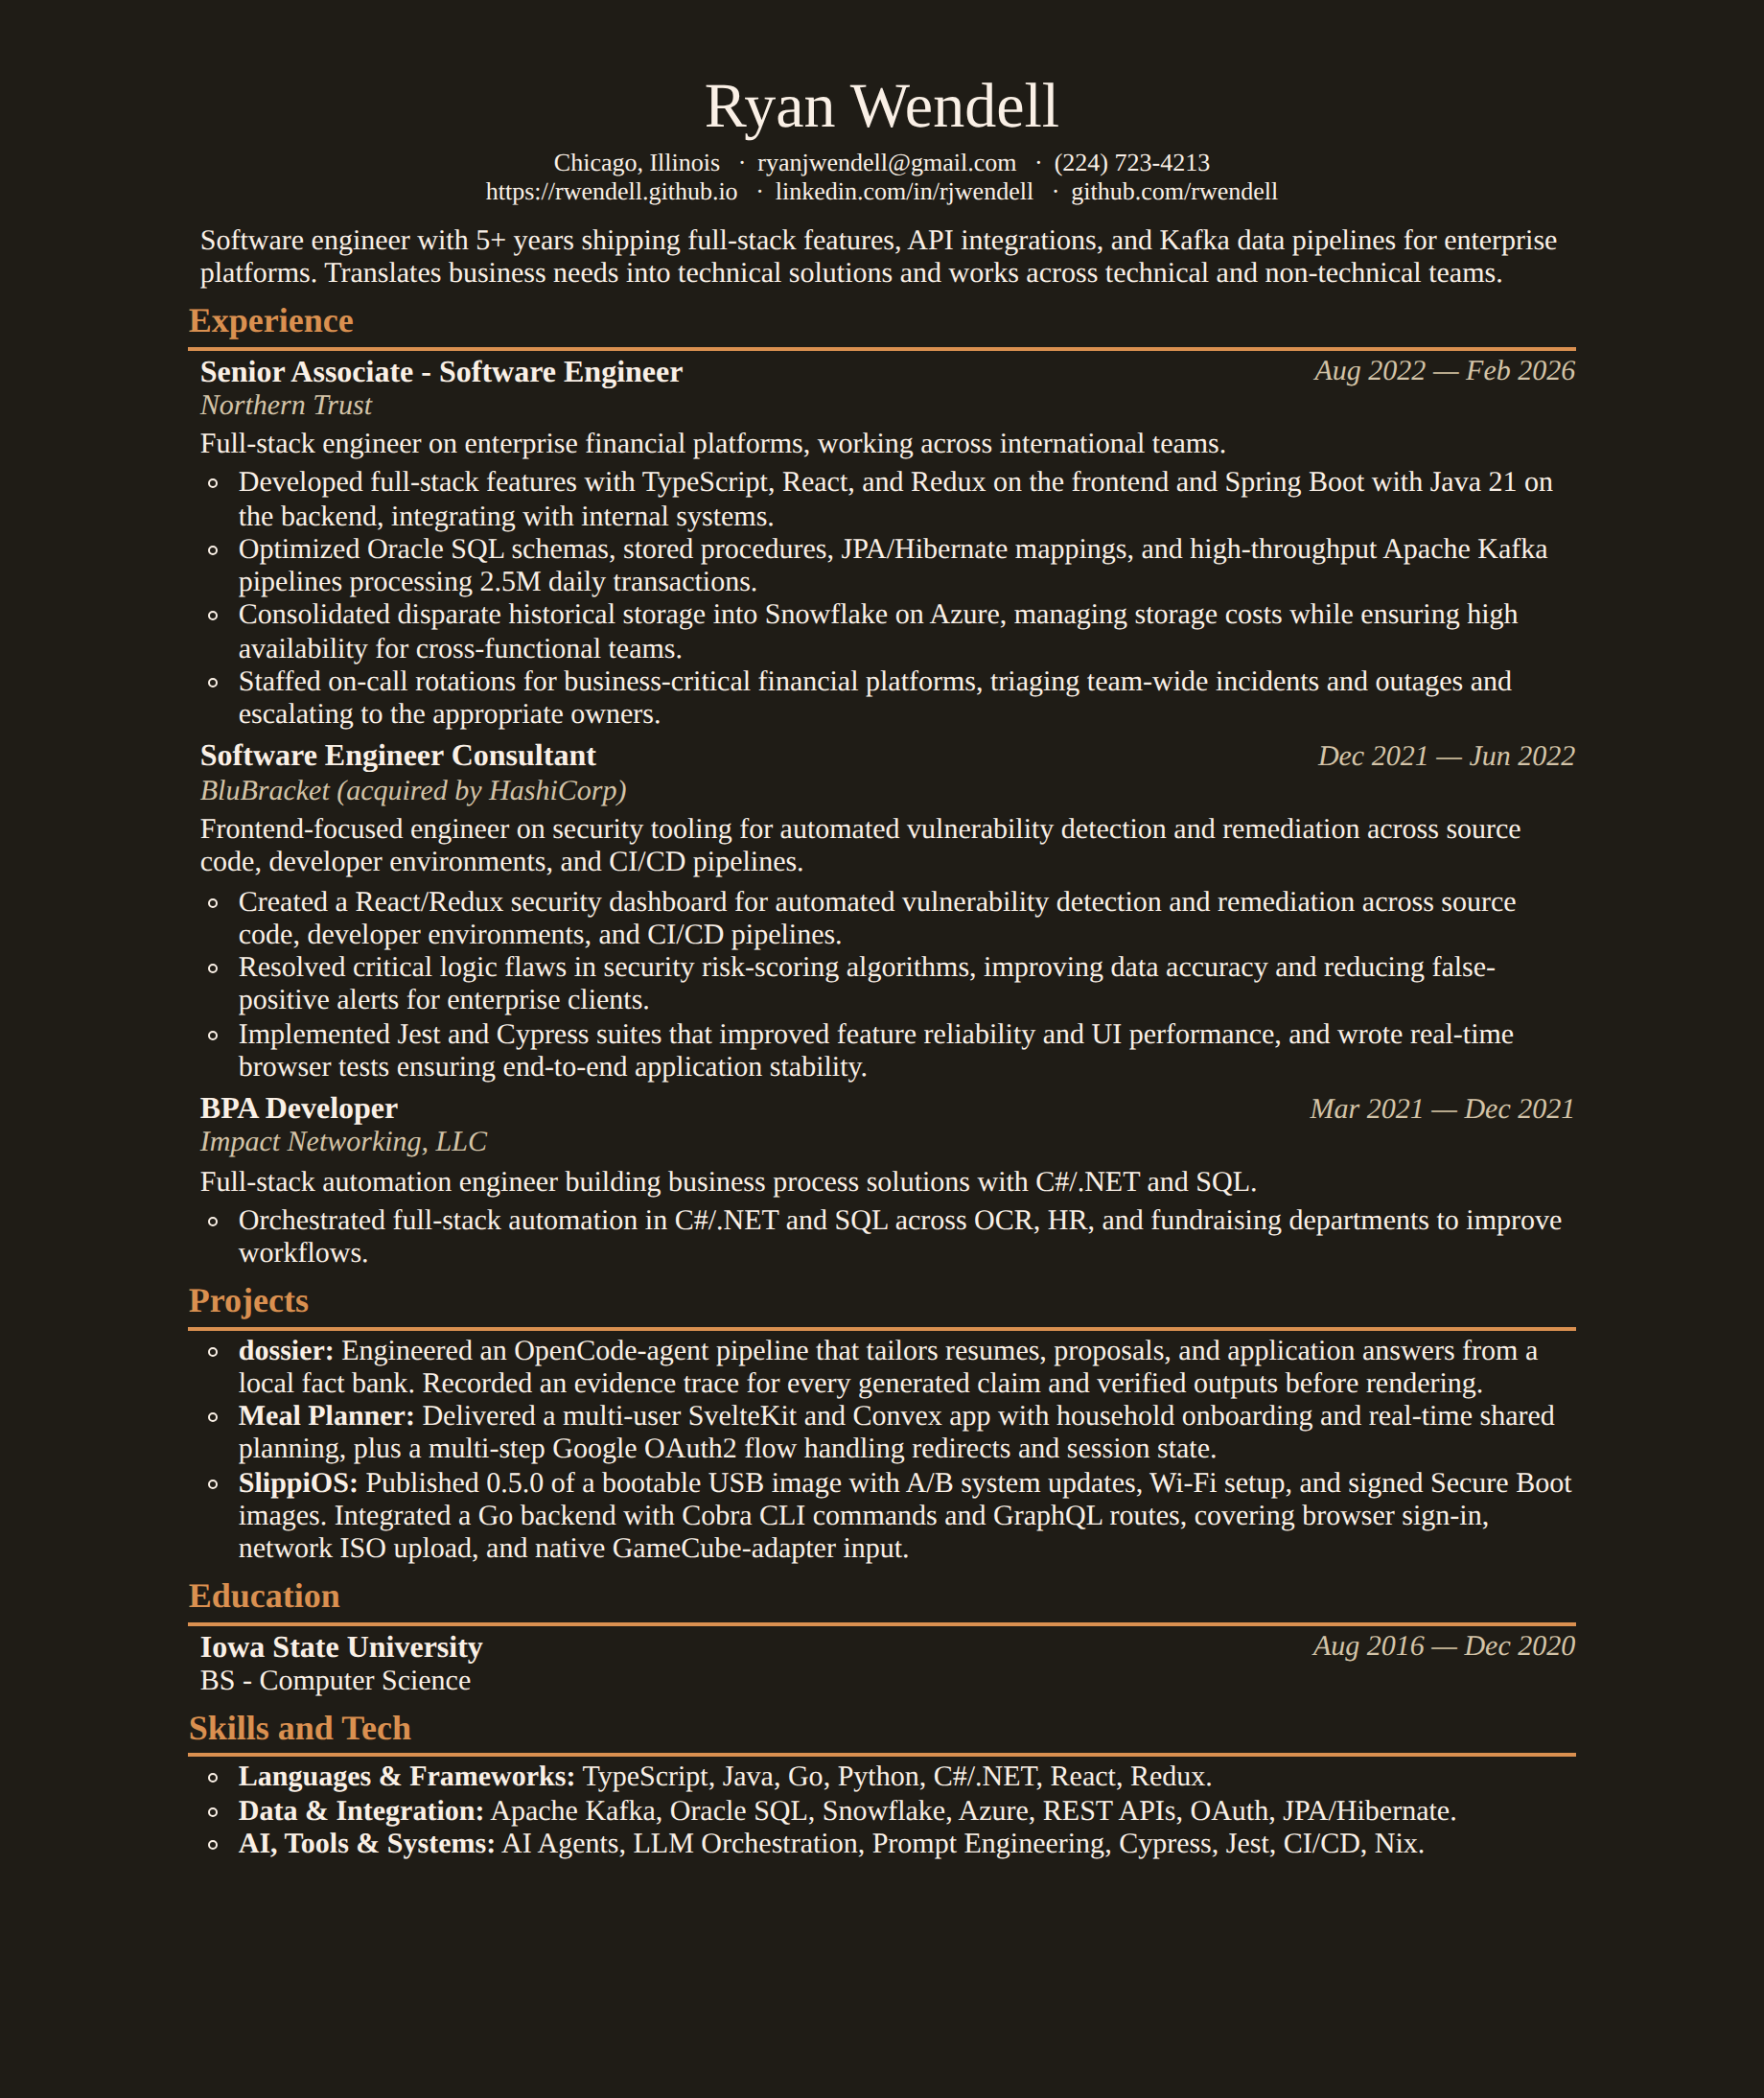 Ryan Wendell
Chicago, Illinois · ryanjwendell@gmail.com · (224) 723-4213
https://rwendell.github.io · linkedin.com/in/rjwendell · github.com/rwendell
Software engineer with 5+ years shipping full-stack features, API integrations, and Kafka data pipelines for enterprise
platforms. Translates business needs into technical solutions and works across technical and non-technical teams.
Experience
Senior Associate - Software Engineer Aug 2022 — Feb 2026
Northern Trust
Full-stack engineer on enterprise financial platforms, working across international teams.
Developed full-stack features with TypeScript, React, and Redux on the frontend and Spring Boot with Java 21 on
the backend, integrating with internal systems.
Optimized Oracle SQL schemas, stored procedures, JPA/Hibernate mappings, and high-throughput Apache Kafka
pipelines processing 2.5M daily transactions.
Consolidated disparate historical storage into Snowflake on Azure, managing storage costs while ensuring high
availability for cross-functional teams.
Staffed on-call rotations for business-critical financial platforms, triaging team-wide incidents and outages and
escalating to the appropriate owners.
Software Engineer Consultant Dec 2021 — Jun 2022
BluBracket (acquired by HashiCorp)
Frontend-focused engineer on security tooling for automated vulnerability detection and remediation across source
code, developer environments, and CI/CD pipelines.
Created a React/Redux security dashboard for automated vulnerability detection and remediation across source
code, developer environments, and CI/CD pipelines.
Resolved critical logic flaws in security risk-scoring algorithms, improving data accuracy and reducing false-
positive alerts for enterprise clients.
Implemented Jest and Cypress suites that improved feature reliability and UI performance, and wrote real-time
browser tests ensuring end-to-end application stability.
BPA Developer Mar 2021 — Dec 2021
Impact Networking, LLC
Full-stack automation engineer building business process solutions with C#/.NET and SQL.
Orchestrated full-stack automation in C#/.NET and SQL across OCR, HR, and fundraising departments to improve
workflows.
Projects
dossier: Engineered an OpenCode-agent pipeline that tailors resumes, proposals, and application answers from a
local fact bank. Recorded an evidence trace for every generated claim and verified outputs before rendering.
Meal Planner: Delivered a multi-user SvelteKit and Convex app with household onboarding and real-time shared
planning, plus a multi-step Google OAuth2 flow handling redirects and session state.
SlippiOS: Published 0.5.0 of a bootable USB image with A/B system updates, Wi-Fi setup, and signed Secure Boot
images. Integrated a Go backend with Cobra CLI commands and GraphQL routes, covering browser sign-in,
network ISO upload, and native GameCube-adapter input.
Education
Iowa State University Aug 2016 — Dec 2020
BS - Computer Science
Skills and Tech
Languages & Frameworks: TypeScript, Java, Go, Python, C#/.NET, React, Redux.
Data & Integration: Apache Kafka, Oracle SQL, Snowflake, Azure, REST APIs, OAuth, JPA/Hibernate.
AI, Tools & Systems: AI Agents, LLM Orchestration, Prompt Engineering, Cypress, Jest, CI/CD, Nix.